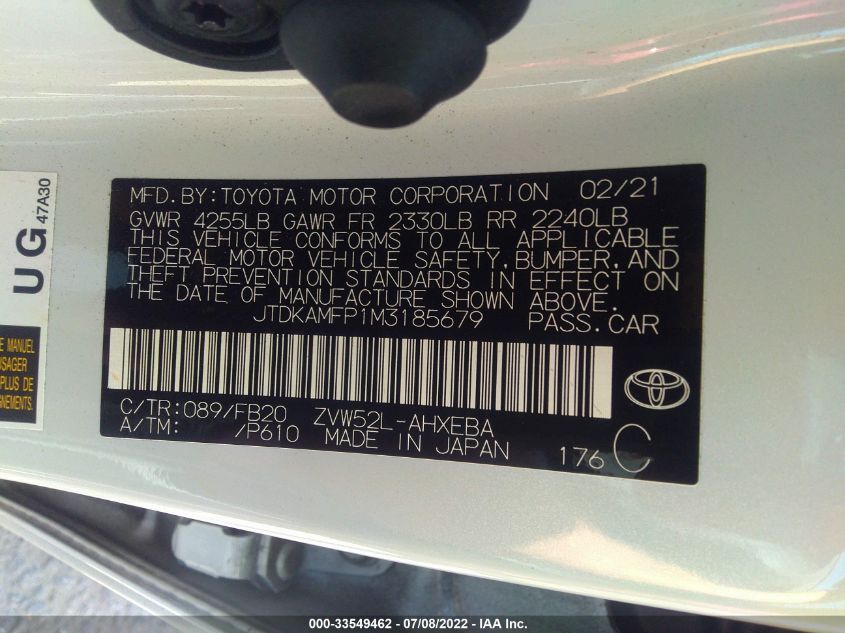 MFD.BY:TOYOTA MOTOR CORPORATION 02/21
GVWR 4255LB GAWR FR 2330LB RR 2240LB
THIS VEHICLE CONFORMS TO ALL APPLICABLE
FEDERAL MOTOR VEHICLE SAFETY, BUMPER, AND
THEFT PREVENTION STANDARDS IN EFFECT ON
THE DATE OF MANUFACTURE SHOWN ABOVE.
JTDKAMFP1M3185679 PASS.CAR
C/TR:089/FB20 ZVW52L-AHXEBA
A/TM: /P610 MADE IN JAPAN 176 C
UG
47A30
E MANUEL
USAGER
PLUS DE
GNEMENTS.
000-33549462 - 07/08/2022 - IAA Inc.